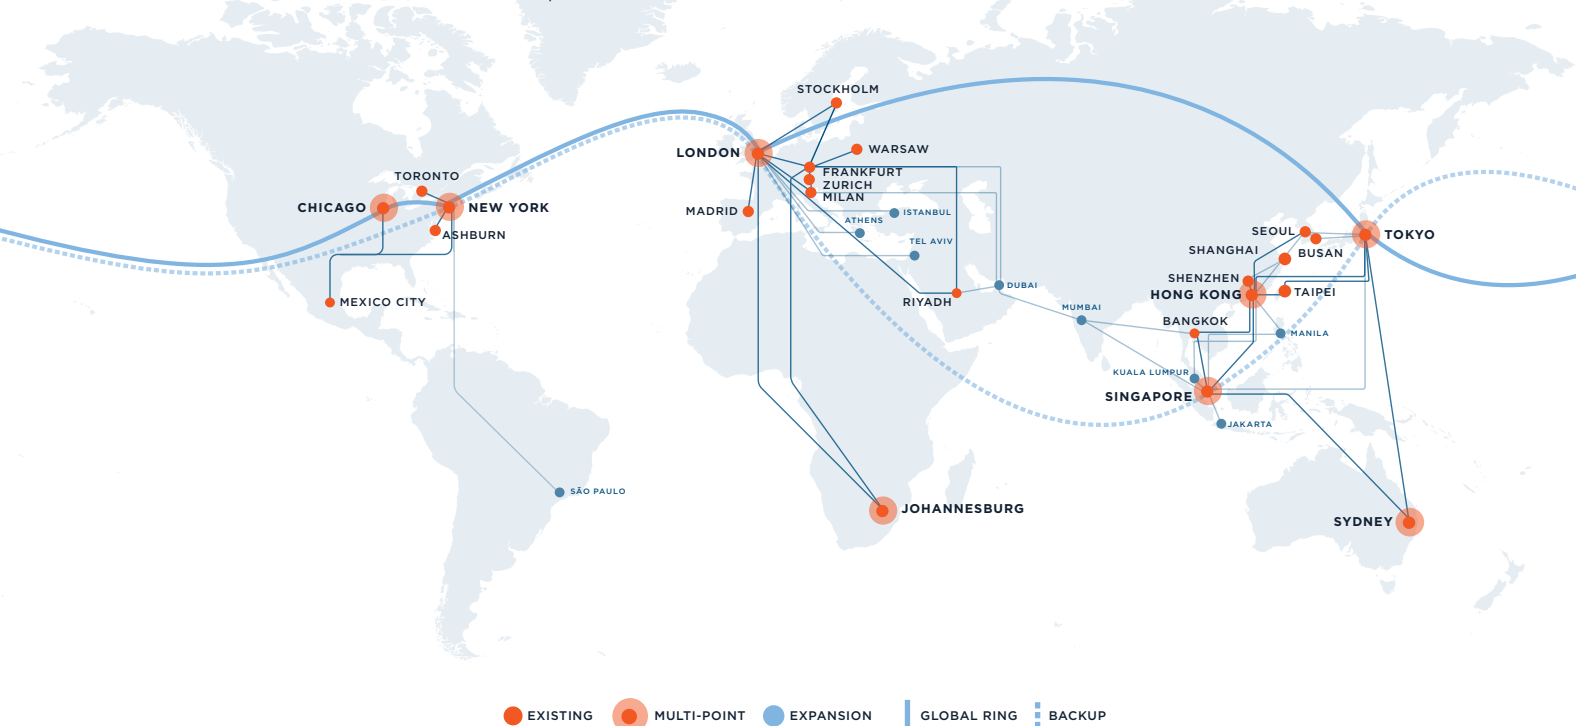 STOCKHOLM
LONDON
WARSAW
FRANKFURT
ZURICH
MILAN
TORONTO
CHICAGO
NEW YORK
MADRID
ISTANBUL
ATHENS
ASHBURN
TEL AVIV
SEOUL
TOKYO
SHANGHAI
BUSAN
SHENZHEN
DUBAI
HONG KONG
TAIPEI
MEXICO CITY
RIYADH
MUMBAI
BANGKOK
MANILA
KUALA LUMPUR
SINGAPORE
JAKARTA
SÃO PAULO
JOHANNESBURG
SYDNEY
EXISTING
MULTI-POINT
EXPANSION
GLOBAL RING
BACKUP